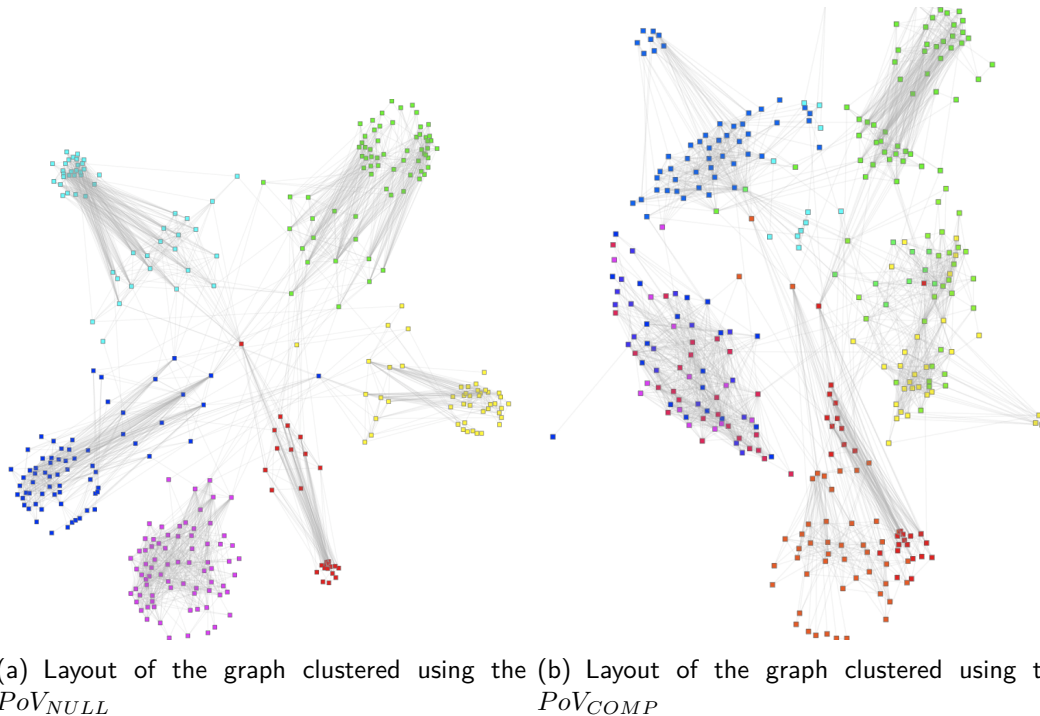 (a) Layout of the graph clustered using the
PoV_NULL
(b) Layout of the graph clustered using t
PoV_COMP